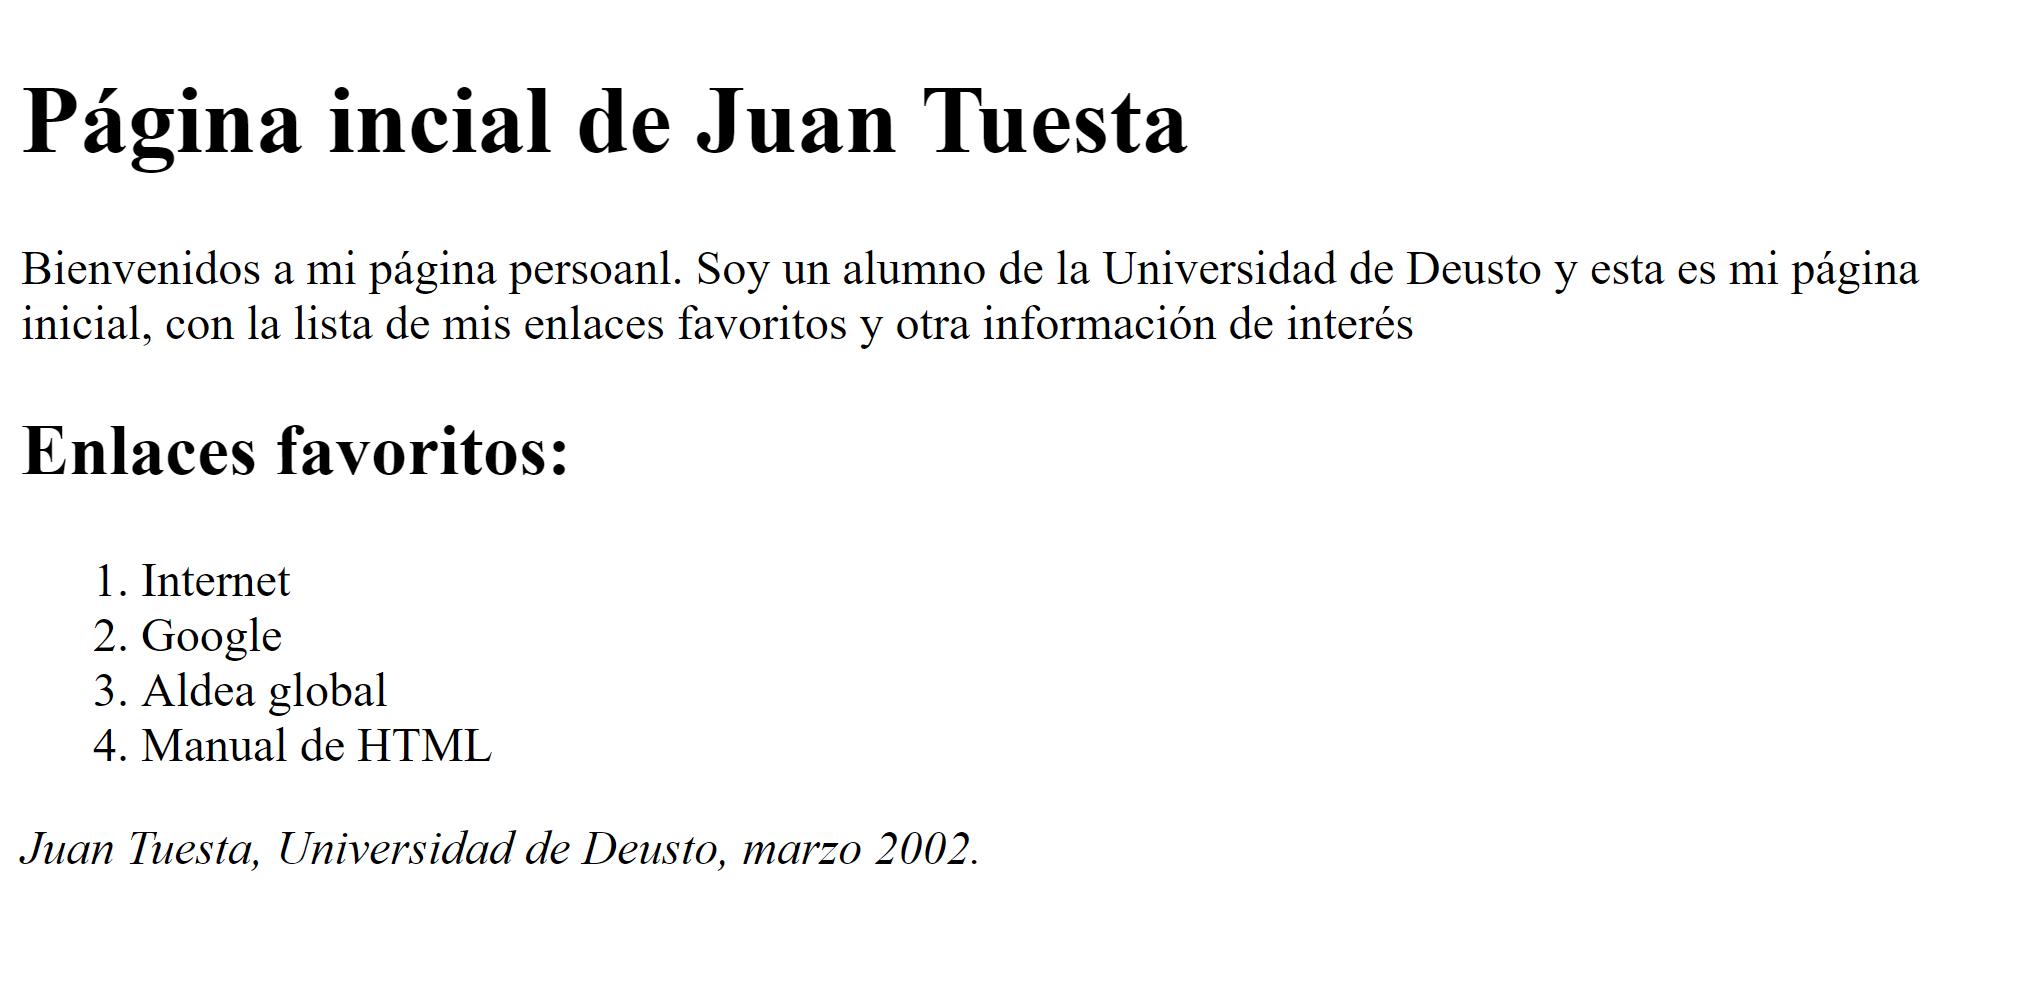 Página incial de Juan Tuesta
Bienvenidos a mi página persoanl. Soy un alumno de la Universidad de Deusto y esta es mi página
inicial, con la lista de mis enlaces favoritos y otra información de interés
Enlaces favoritos:
1. Internet
2. Google
3. Aldea global
4. Manual de HTML
Juan Tuesta, Universidad de Deusto, marzo 2002.